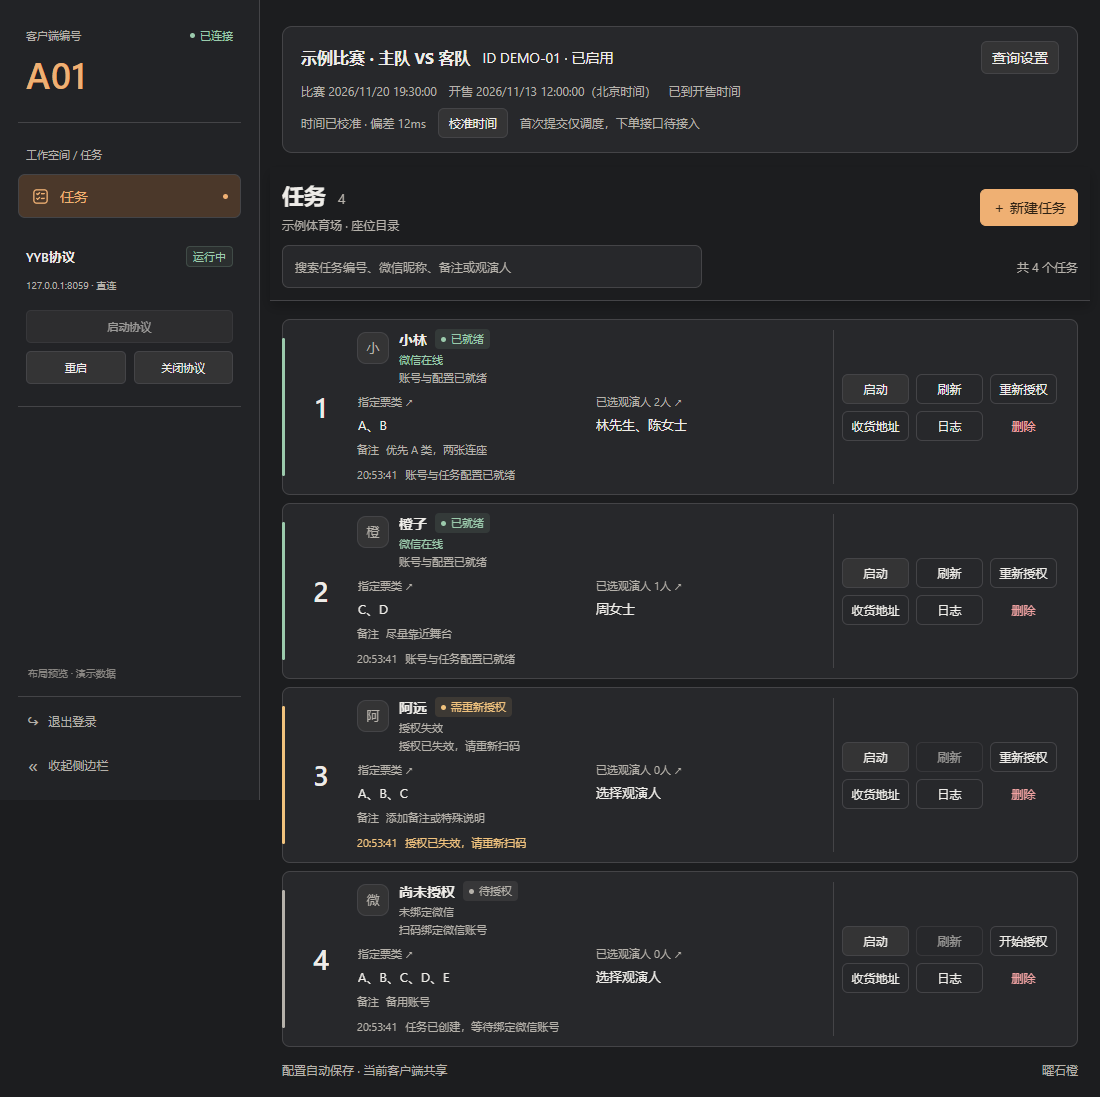 客户端编号
已连接
A01
工作空间 / 任务
任务
YYB协议
运行中
127.0.0.1:8059 · 直连
启动协议
重启
关闭协议
布局预览 · 演示数据
退出登录
收起侧边栏
示例比赛 · 主队 VS 客队 ID DEMO-01 · 已启用
查询设置
比赛 2026/11/20 19:30:00 开售 2026/11/13 12:00:00（北京时间） 已到开售时间
时间已校准 · 偏差 12ms 校准时间 首次提交仅调度，下单接口待接入
任务 4
示例体育场 · 座位目录
+ 新建任务
搜索任务编号、微信昵称、备注或观演人
共 4 个任务
1
小
小林 已就绪
微信在线
账号与配置已就绪
指定票类 ↗
已选观演人 2人 ↗
A、B
林先生、陈女士
备注 优先 A 类，两张连座
20:53:41 账号与任务配置已就绪
启动 刷新 重新授权
收货地址 日志 删除
2
橙
橙子 已就绪
微信在线
账号与配置已就绪
指定票类 ↗
已选观演人 1人 ↗
C、D
周女士
备注 尽量靠近舞台
20:53:41 账号与任务配置已就绪
启动 刷新 重新授权
收货地址 日志 删除
3
阿
阿远 需重新授权
授权失效
授权已失效，请重新扫码
指定票类 ↗
已选观演人 0人 ↗
A、B、C
选择观演人
备注 添加备注或特殊说明
20:53:41 授权已失效，请重新扫码
启动 刷新 重新授权
收货地址 日志 删除
4
微
尚未授权 待授权
未绑定微信
扫码绑定微信账号
指定票类 ↗
已选观演人 0人 ↗
A、B、C、D、E
选择观演人
备注 备用账号
20:53:41 任务已创建，等待绑定微信账号
启动 刷新 开始授权
收货地址 日志 删除
配置自动保存 · 当前客户端共享
曜石橙